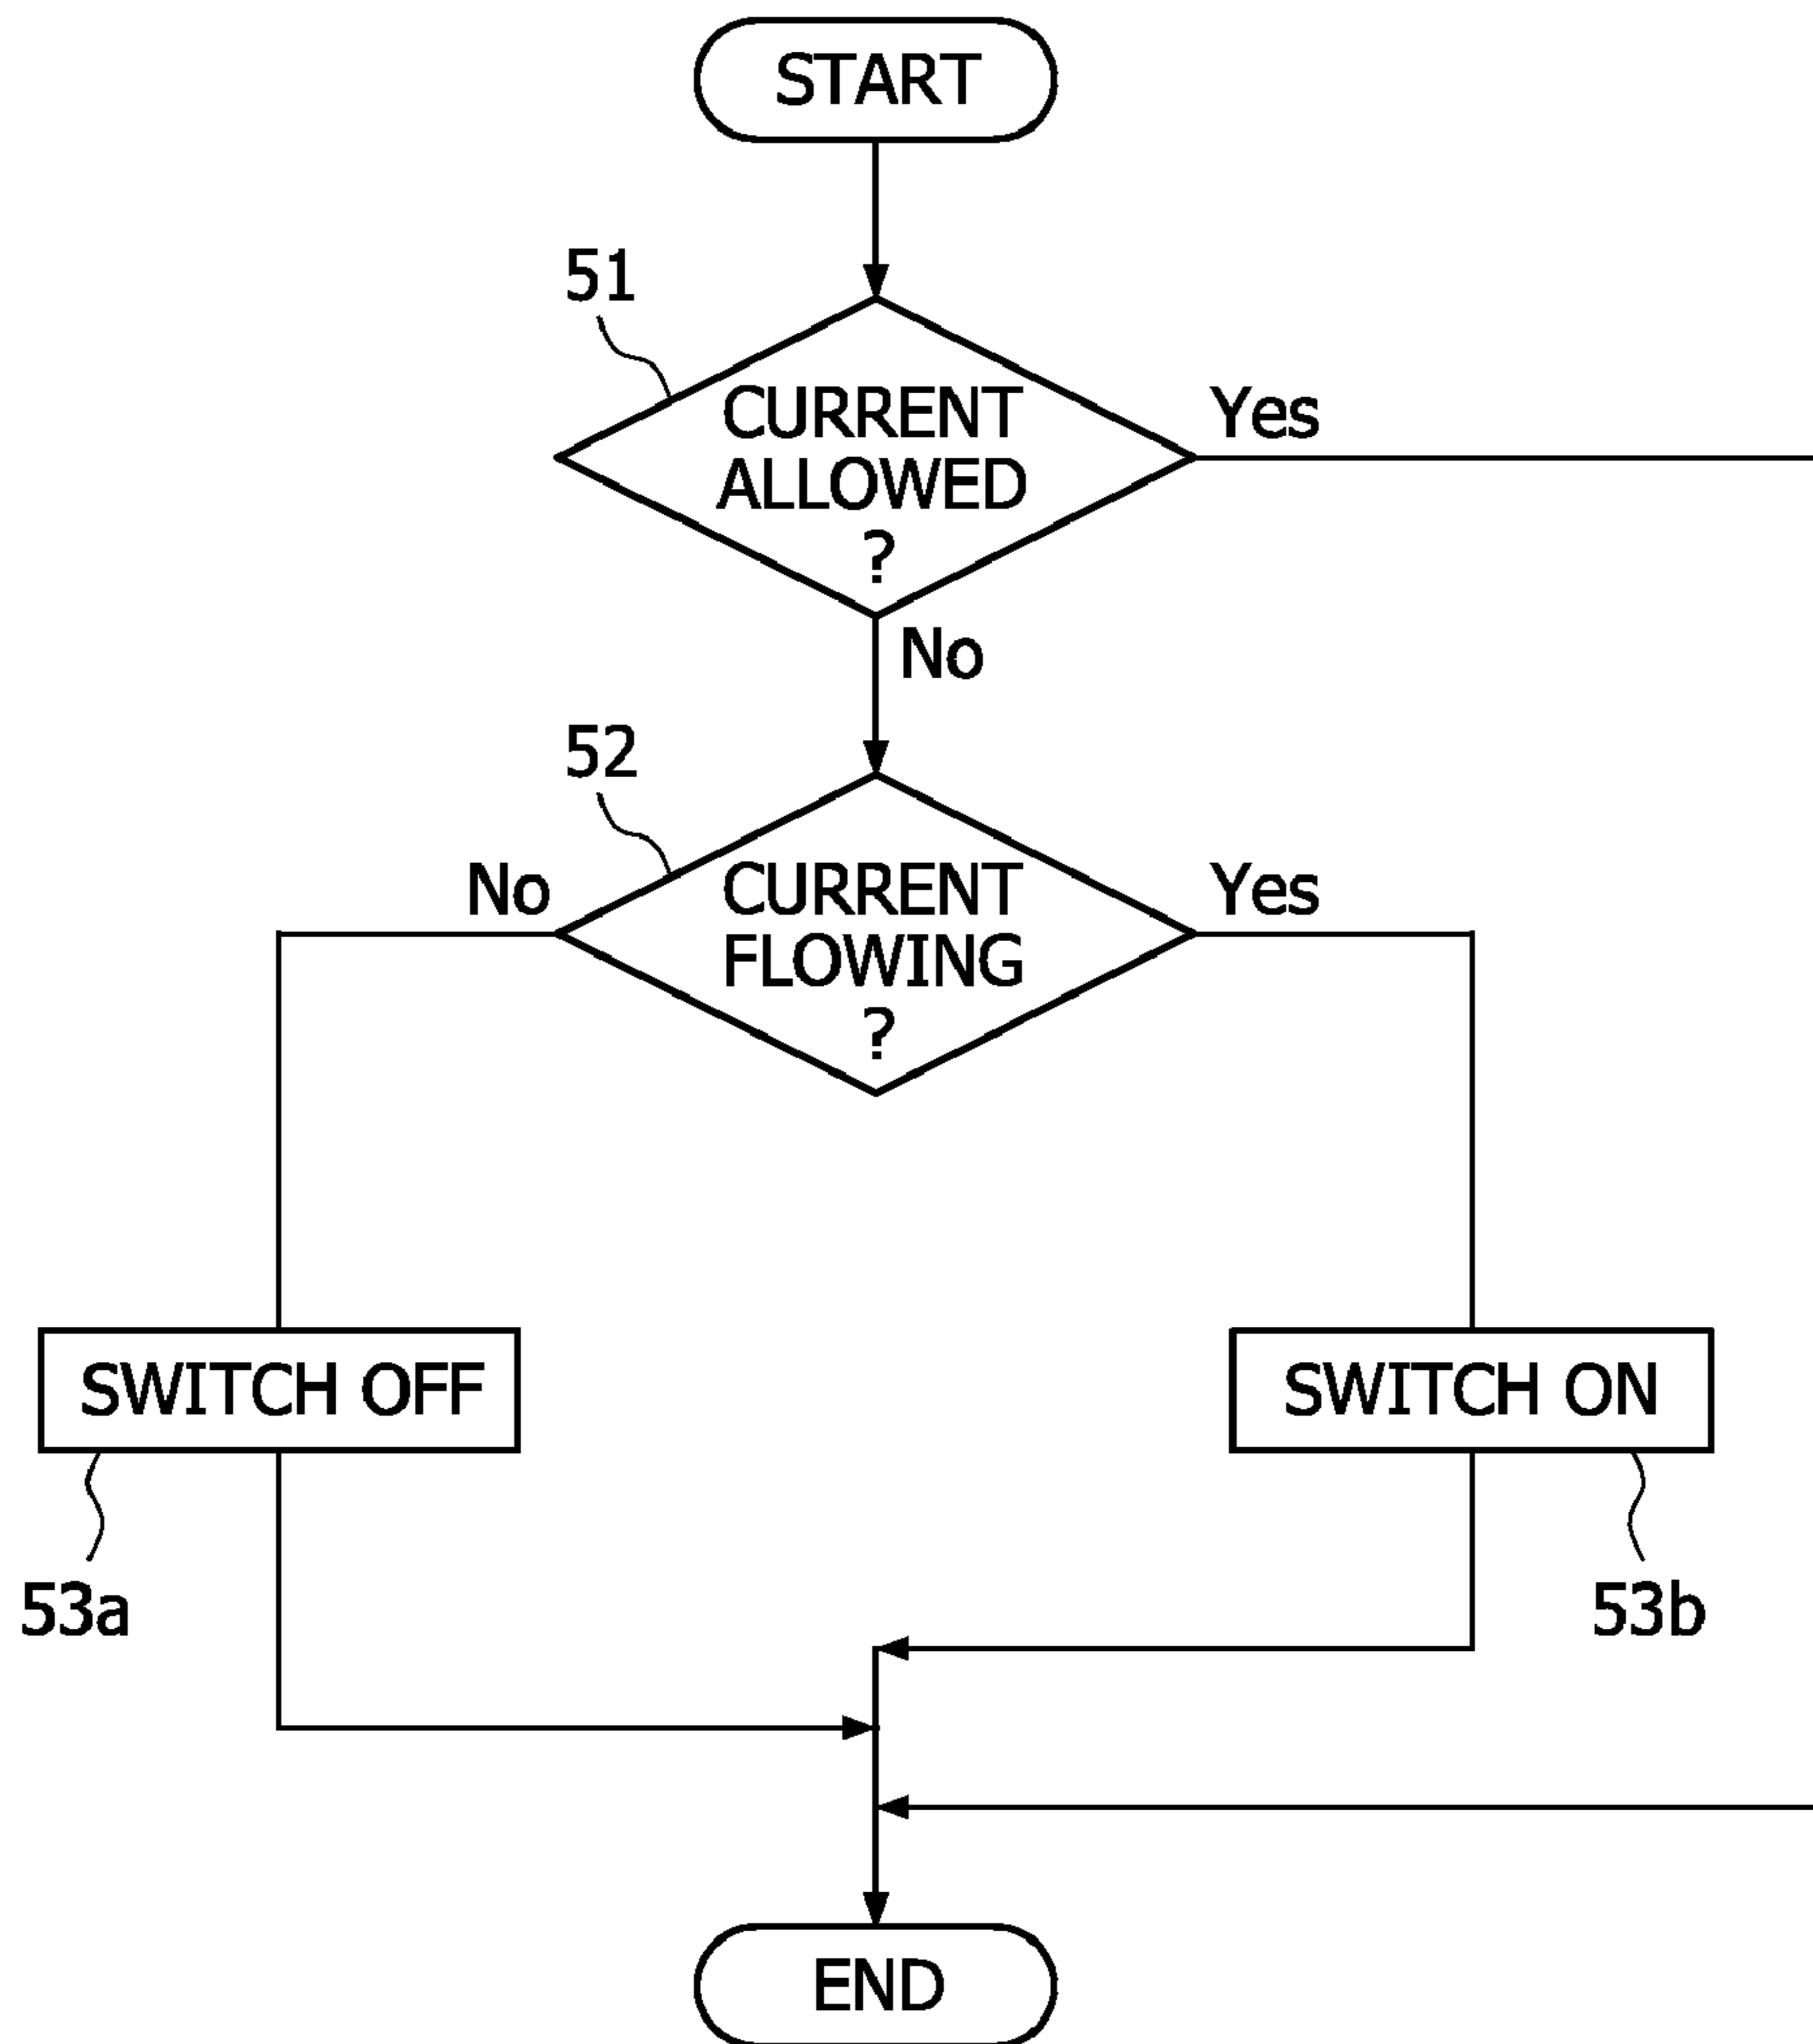 START
51
CURRENT
ALLOWED
?
Yes
No
52
No
CURRENT
FLOWING
?
Yes
SWITCH OFF
SWITCH ON
53a
53b
END